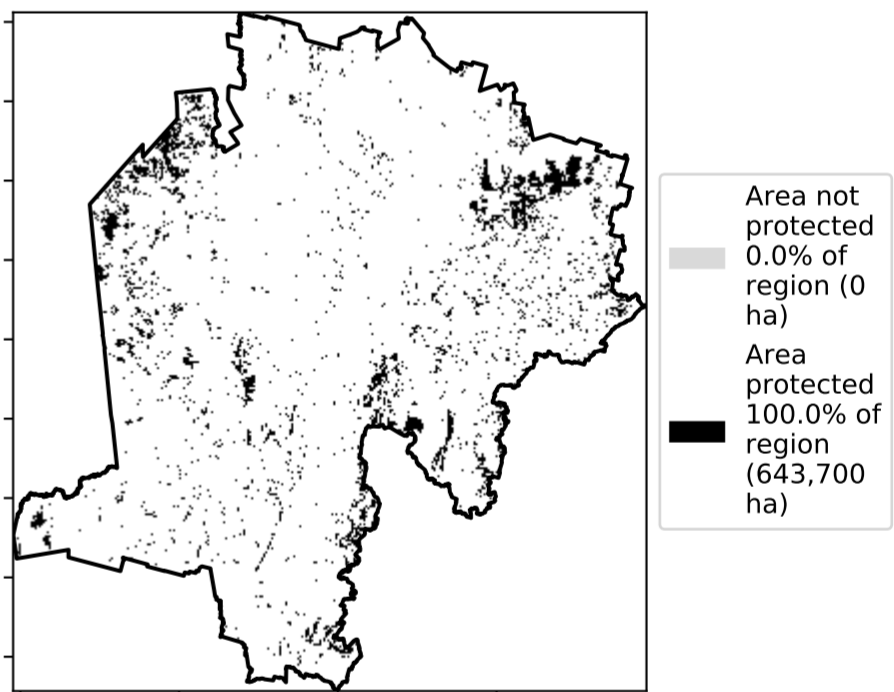 Area not
protected
0.0% of
region (0
ha)
Area
protected
100.0% of
region
(643,700
ha)